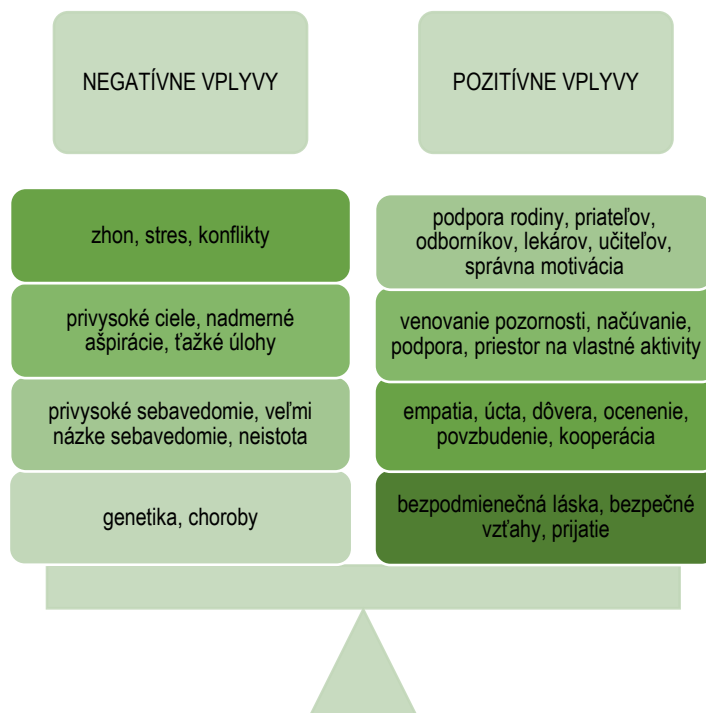 NEGATÍVNE VPLYVY
zhon, stres, konflikty
privysoké ciele, nadmerné
ašpirácie, ťažké úlohy
privysoké sebavedomie, veľmi
názke sebavedomie, neistota
genetika, choroby
POZITÍVNE VPLYVY
podpora rodiny, priateľov,
odborníkov, lekárov, učiteľov,
správna motivácia
venovanie pozornosti, načúvanie,
podpora, priestor na vlastné aktivity
empatia, úcta, dôvera, ocenenie,
povzbudenie, kooperácia
bezpodmienečná láska, bezpečné
vzťahy, prijatie